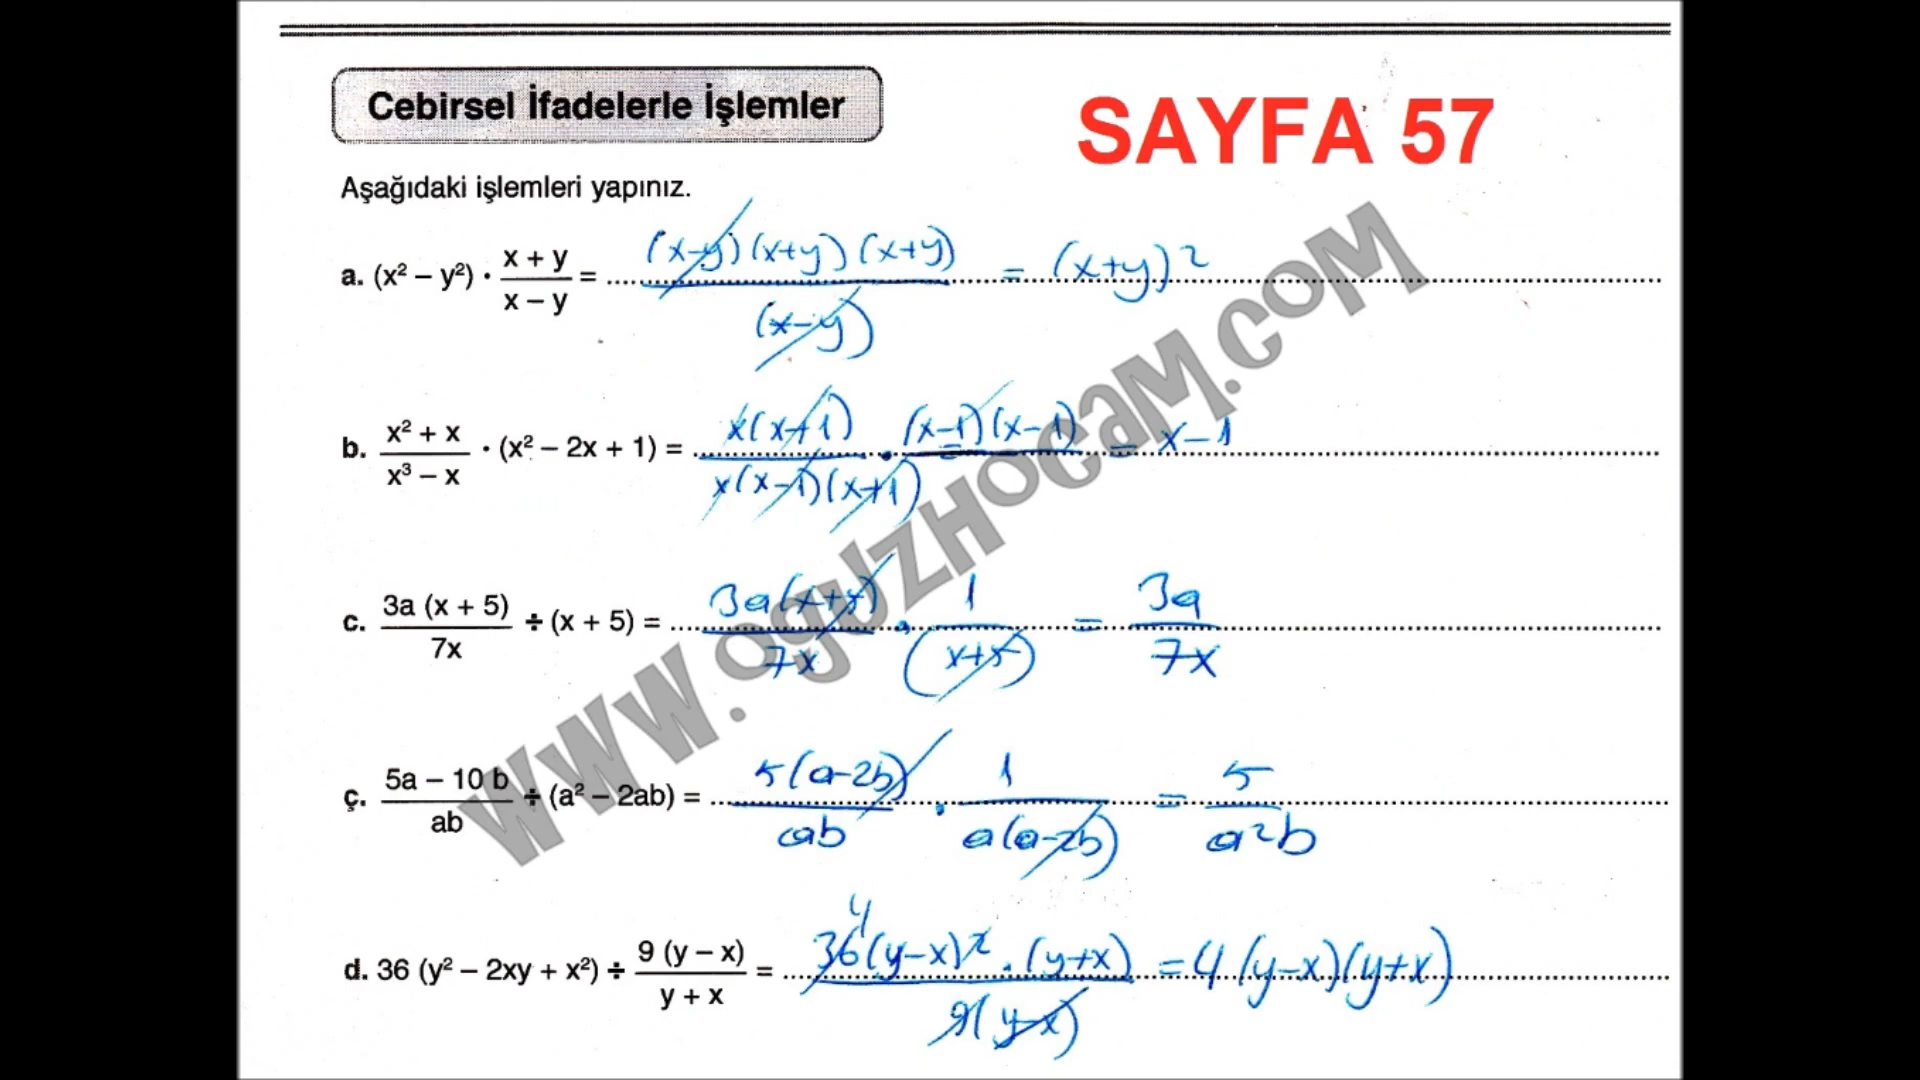 Cebirsel İfadelerle İşlemler
SAYFA 57
Aşağıdaki işlemleri yapınız.
a. (x² – y²) · (x + y)/(x – y) = (x-y)(x+y)(x+y)/(x-y) = (x+y)²
b. (x² + x)/(x³ – x) · (x² – 2x + 1) = x(x+1)/x(x-1)(x+1) · (x-1)(x-1) = x-1
c. 3a (x + 5)/7x ÷ (x + 5) = 3a(x+5)/7x · 1/(x+5) = 3a/7x
ç. (5a – 10 b)/ab ÷ (a² – 2ab) = 5(a-2b)/ab · 1/a(a-2b) = 5/a²b
d. 36 (y² – 2xy + x²) ÷ 9 (y – x)/(y + x) = 36 4 (y-x)² · (y+x)/9(y-x) = 4(y-x)(y+x)
www.oguzhocam.com